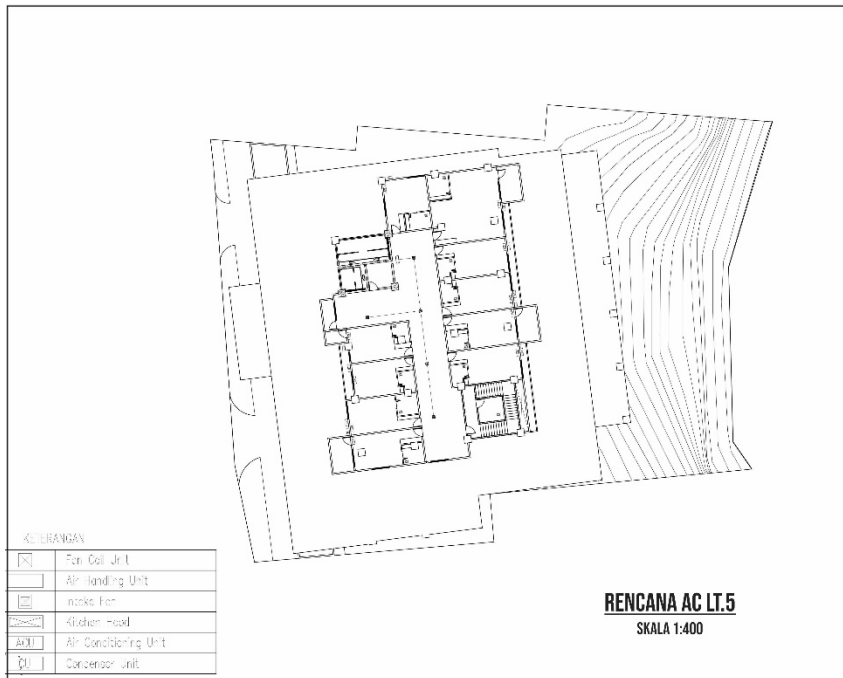 KETERANGAN
Fan Coil Unit
Air Handling Unit
Intake Fan
Kitchen Hood
ACU Air Conditioning Unit
CU Condensor Unit
RENCANA AC LT.5
SKALA 1:400